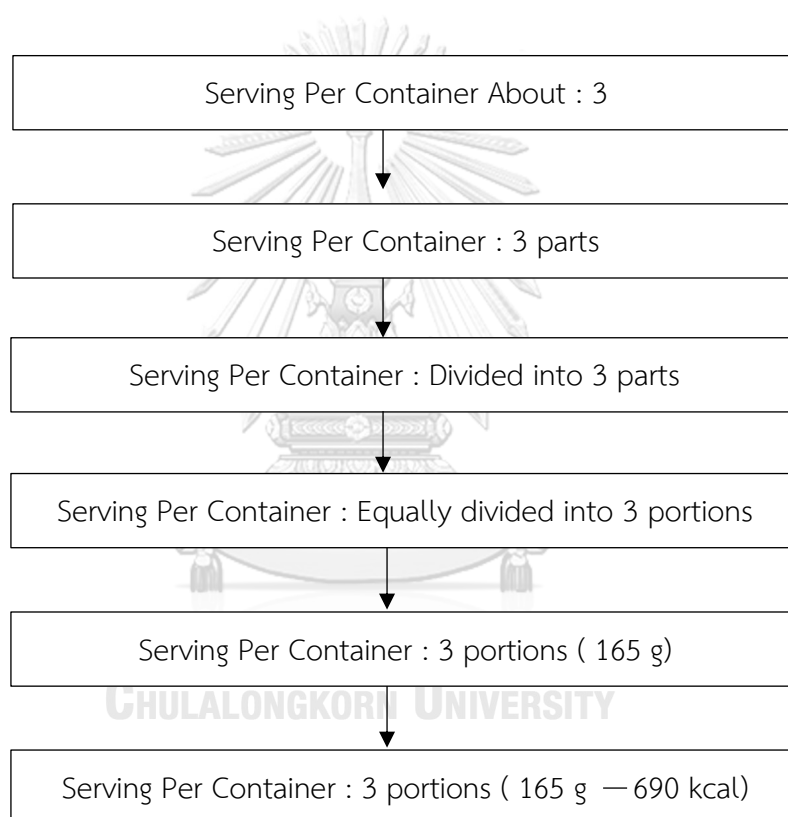 Serving Per Container About : 3
Serving Per Container : 3 parts
Serving Per Container : Divided into 3 parts
Serving Per Container : Equally divided into 3 portions
Serving Per Container : 3 portions ( 165 g)
CHULALONGKORN UNIVERSITY
Serving Per Container : 3 portions ( 165 g – 690 kcal)